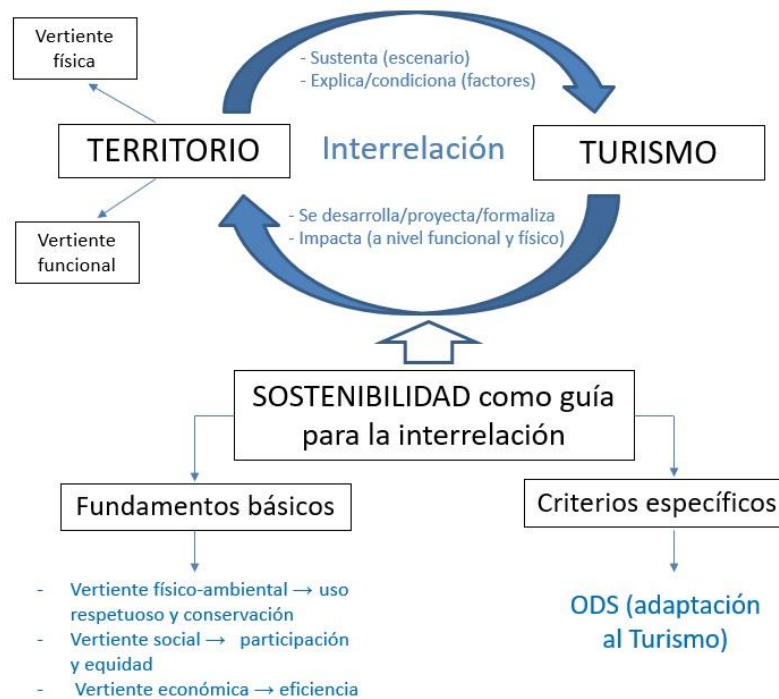 Vertiente
física
- Sustenta (escenario)
- Explica/condiciona (factores)
TERRITORIO
Interrelación
TURISMO
- Se desarrolla/proyecta/formaliza
- Impacta (a nivel funcional y físico)
Vertiente
funcional
SOSTENIBILIDAD como guía
para la interrelación
Fundamentos básicos
Criterios específicos
- Vertiente físico-ambiental → uso
respetuoso y conservación
- Vertiente social → participación
y equidad
- Vertiente económica → eficiencia
ODS (adaptación
al Turismo)